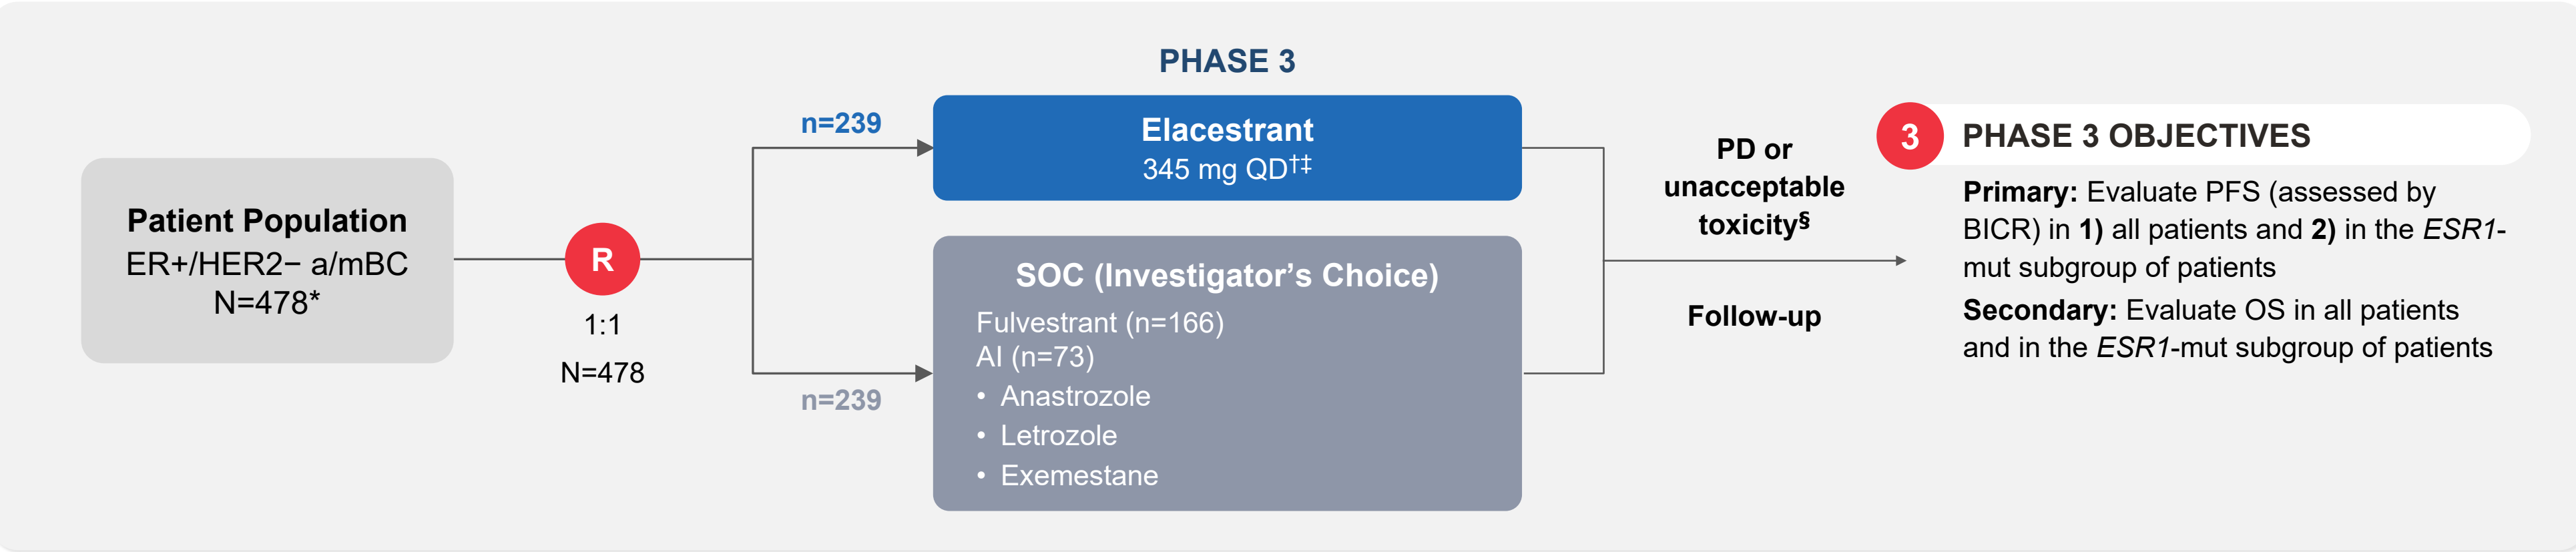 PHASE 3
Patient Population
ER+/HER2− a/mBC
N=478*
R
1:1
N=478
n=239
Elacestrant
345 mg QD†‡
n=239
SOC (Investigator’s Choice)
Fulvestrant (n=166)
AI (n=73)
• Anastrozole
• Letrozole
• Exemestane
PD or
unacceptable
toxicity§
Follow-up
3 PHASE 3 OBJECTIVES
Primary: Evaluate PFS (assessed by
BICR) in 1) all patients and 2) in the ESR1-
mut subgroup of patients
Secondary: Evaluate OS in all patients
and in the ESR1-mut subgroup of patients